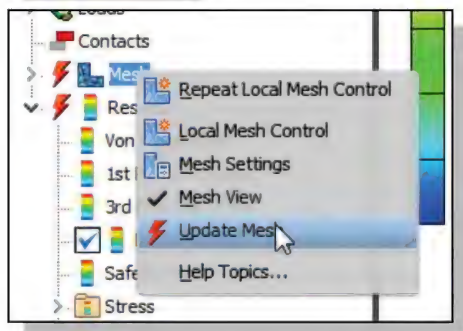 Contacts
Mesh
Repeat Local Mesh Control
Res
Local Mesh Control
Von
Mesh Settings
1st
Mesh View
3rd
Update Mesh
Safe
Help Topics...
Stress